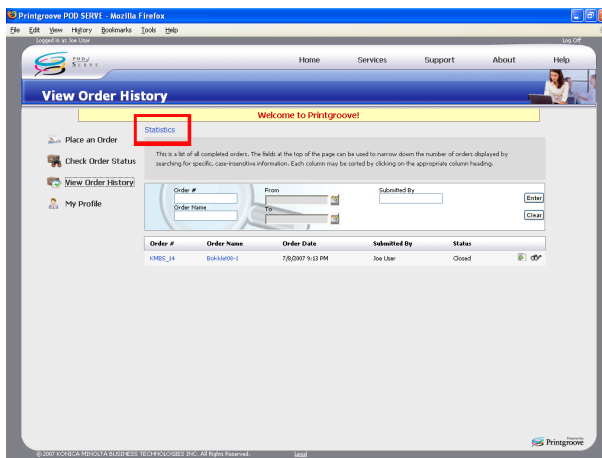 Printgroove POD SERVE - Mozilla Firefox
File Edit View History Bookmarks Tools Help
Logged in as Joe User Log Off
POD/ SERVE
Home Services Support About Help
View Order History
Welcome to Printgroove!
Statistics
Place an Order
Check Order Status
View Order History
My Profile
This is a list of all completed orders. The fields at the top of the page can be used to narrow down the number of orders displayed by
searching for specific, case-insensitive information. Each column may be sorted by clicking on the appropriate column heading.
Order # From Submitted By
Enter
Order Name To
Clear
Order # Order Name Order Date Submitted By Status
KMBS_14 Bokklet08-1 7/8/2007 9:13 PM Joe User Closed
Powered by
Printgroove
© 2007 KONICA MINOLTA BUSINESS TECHNOLOGIES INC. All Rights Reserved. Legal